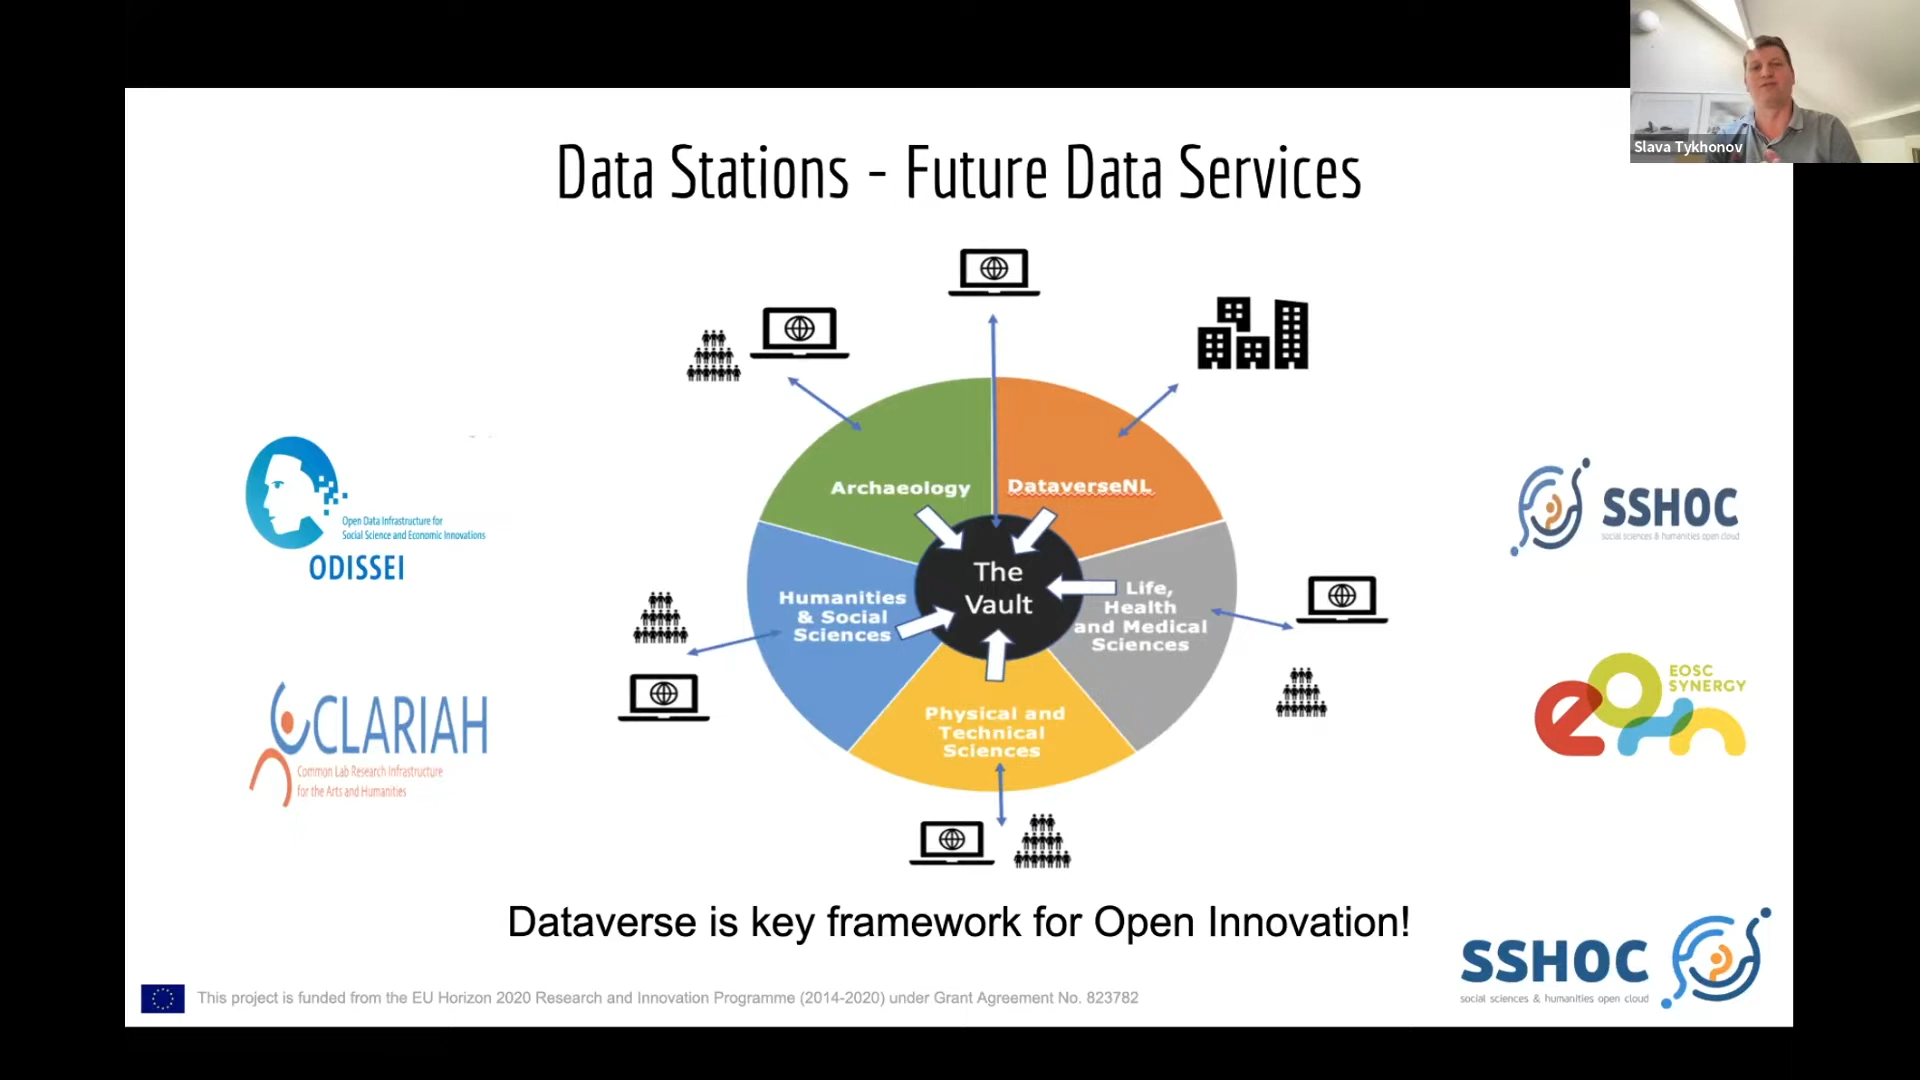 Slava Tykhonov
Data Stations - Future Data Services
Archaeology
DataverseNL
The
Vault
Humanities
& Social
Sciences
Life,
Health
and Medical
Sciences
Physical and
Technical
Sciences
Open Data Infrastructure for
Social Science and Economic Innovations
ODISSEI
CLARIAH
Common Lab Research Infrastructure
for the Arts and Humanities
SSHOC
social sciences & humanities open cloud
EOSC
SYNERGY
Dataverse is key framework for Open Innovation!
SSHOC
social sciences & humanities open cloud
This project is funded from the EU Horizon 2020 Research and Innovation Programme (2014-2020) under Grant Agreement No. 823782